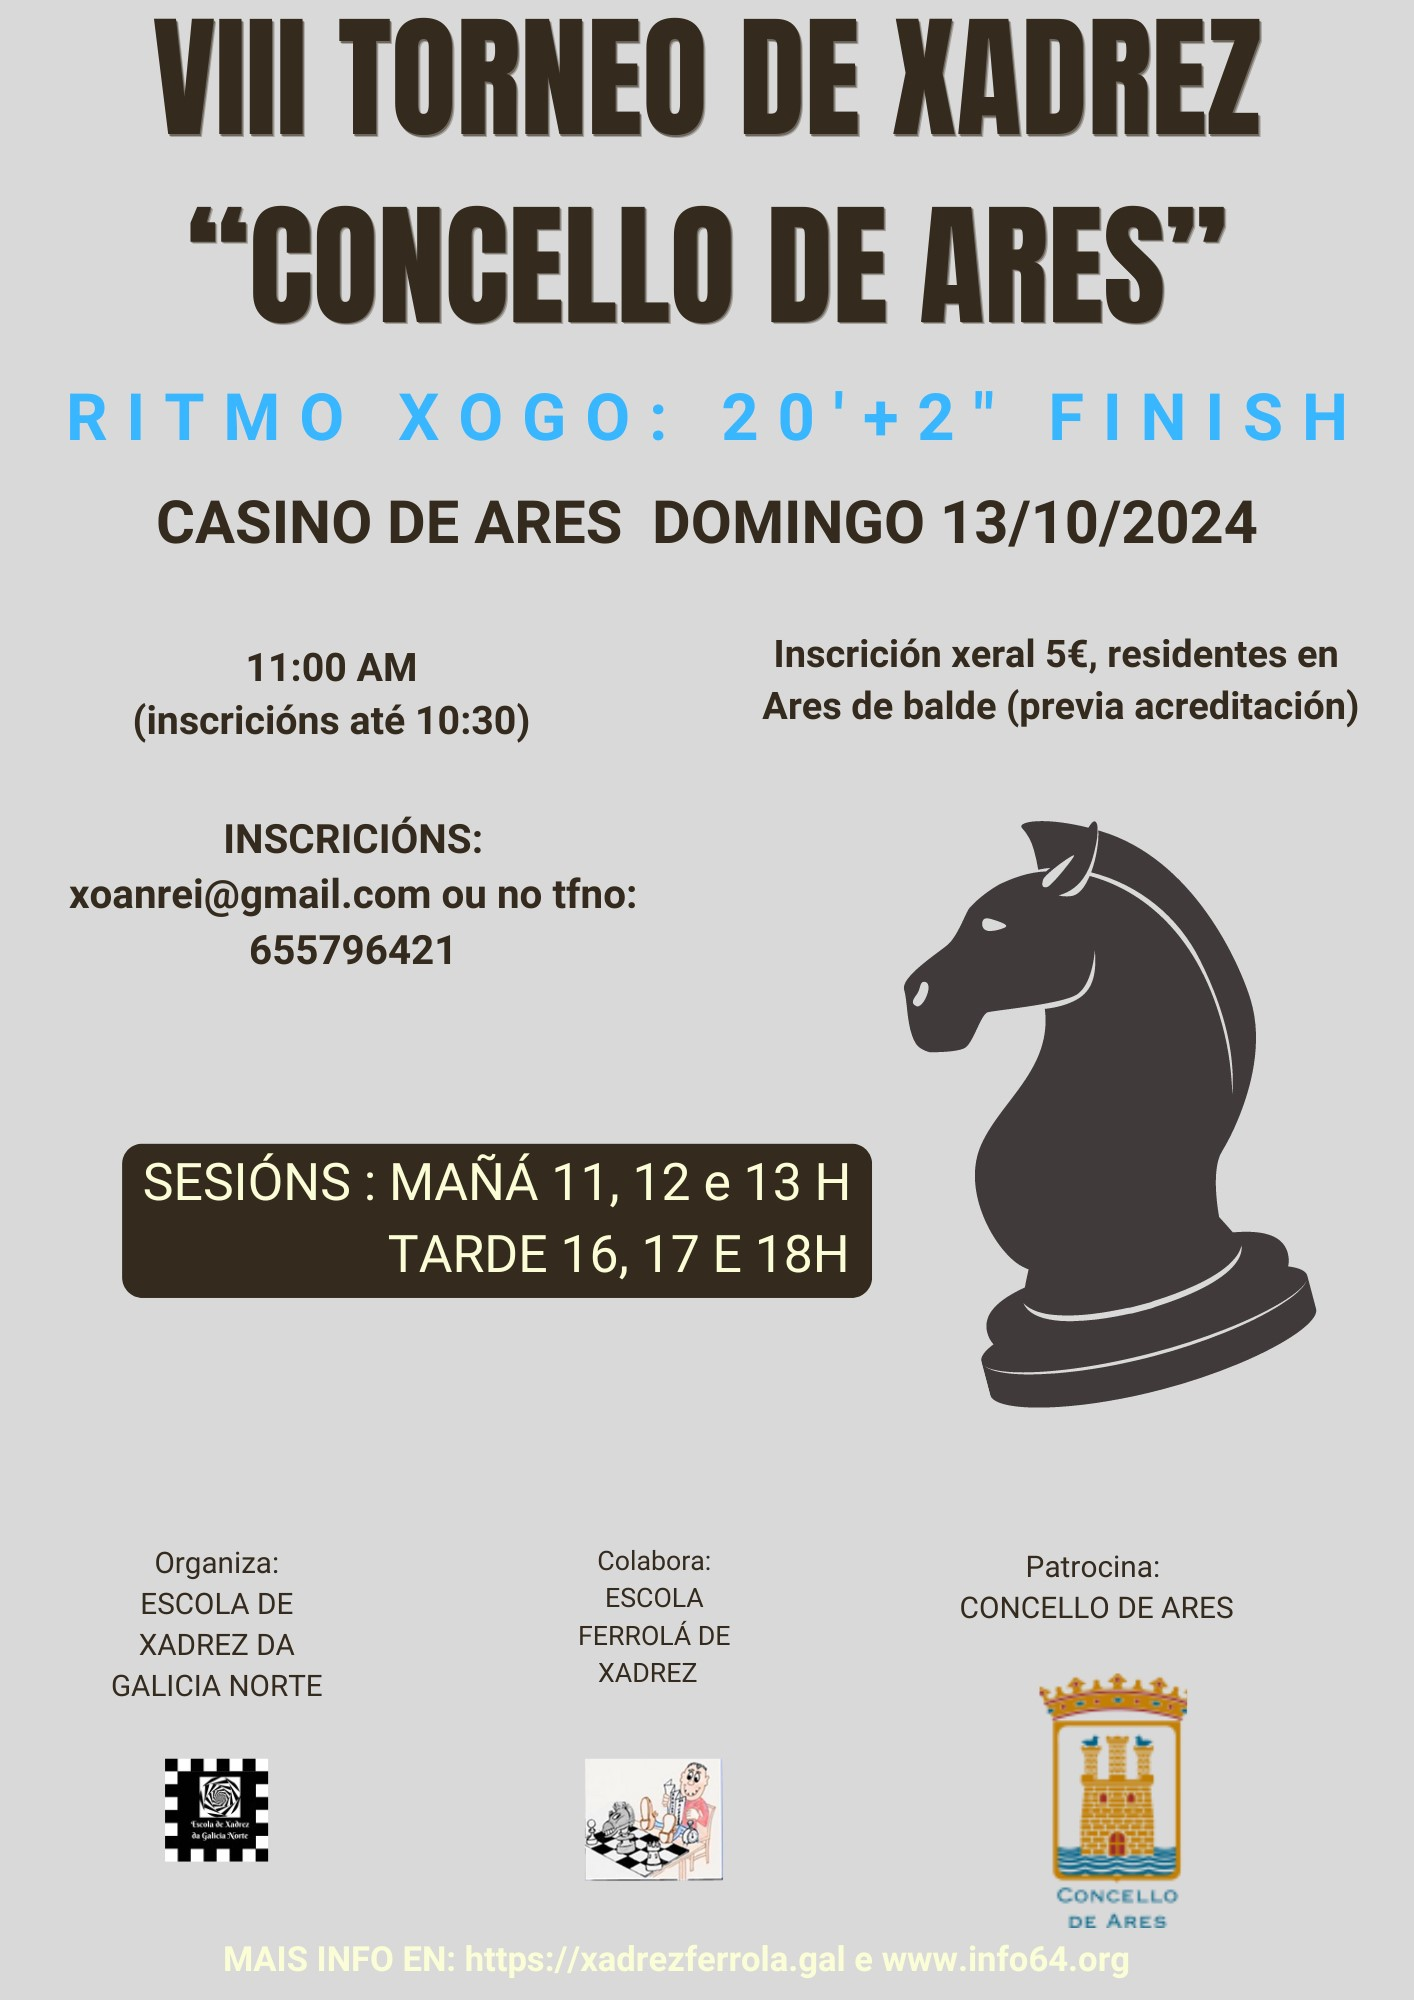 VIII TORNEO DE XADREZ
“CONCELLO DE ARES”
RITMO XOGO: 20'+2" FINISH
CASINO DE ARES  DOMINGO 13/10/2024
11:00 AM
(inscricións até 10:30)
Inscrición xeral 5€, residentes en
Ares de balde (previa acreditación)
INSCRICIÓNS:
xoanrei@gmail.com ou no tfno:
655796421
SESIÓNS : MAÑÁ 11, 12 e 13 H
TARDE 16, 17 E 18H
Organiza:
ESCOLA DE
XADREZ DA
GALICIA NORTE
Colabora:
ESCOLA
FERROLÁ DE
XADREZ
Patrocina:
CONCELLO DE ARES
Escola de Xadrez
da Galicia Norte
CONCELLO
DE ARES
MAIS INFO EN: https://xadrezferrola.gal e www.info64.org